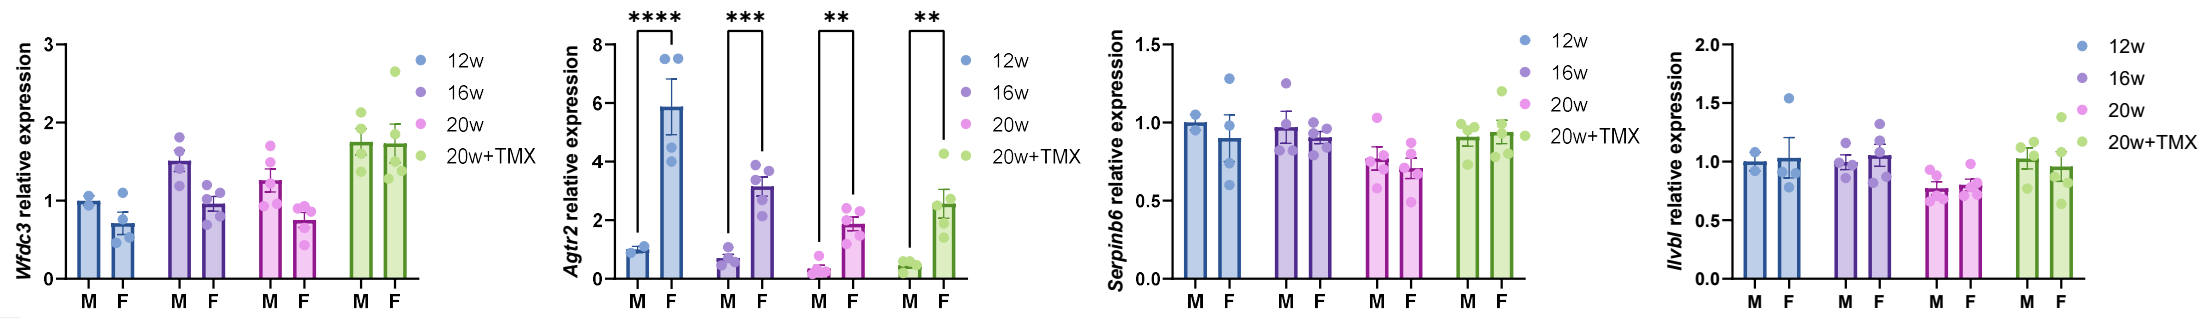 Wfdc3 relative expression
3
2
1
0
M F M F M F M F
12w
16w
20w
20w+TMX
**** *** ** **
Agtr2 relative expression
8
6
4
2
0
M F M F M F M F
12w
16w
20w
20w+TMX
Serpinb6 relative expression
1.5
1.0
0.5
0.0
M F M F M F M F
12w
16w
20w
20w+TMX
Ilvbl relative expression
2.0
1.5
1.0
0.5
0.0
M F M F M F M F
12w
16w
20w
20w+TMX